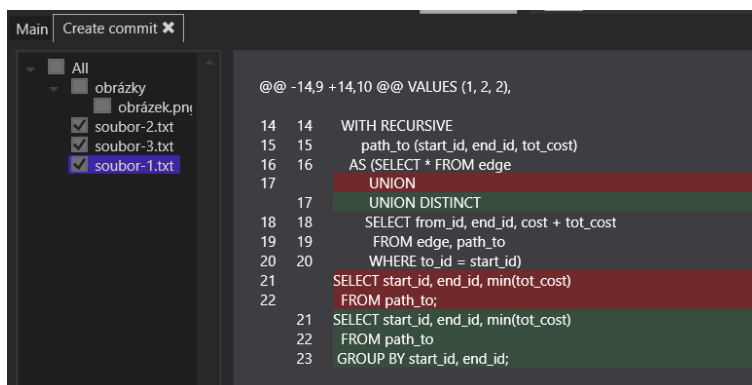 Main Create commit ✖
All
obrázky
obrázek.png
soubor-2.txt
soubor-3.txt
soubor-1.txt
@@ -14,9 +14,10 @@ VALUES (1, 2, 2),
14 14 WITH RECURSIVE
15 15 path_to (start_id, end_id, tot_cost)
16 16 AS (SELECT * FROM edge
17 UNION
17 UNION DISTINCT
18 18 SELECT from_id, end_id, cost + tot_cost
19 19 FROM edge, path_to
20 20 WHERE to_id = start_id)
21 SELECT start_id, end_id, min(tot_cost)
22 FROM path_to;
21 SELECT start_id, end_id, min(tot_cost)
22 FROM path_to
23 GROUP BY start_id, end_id;